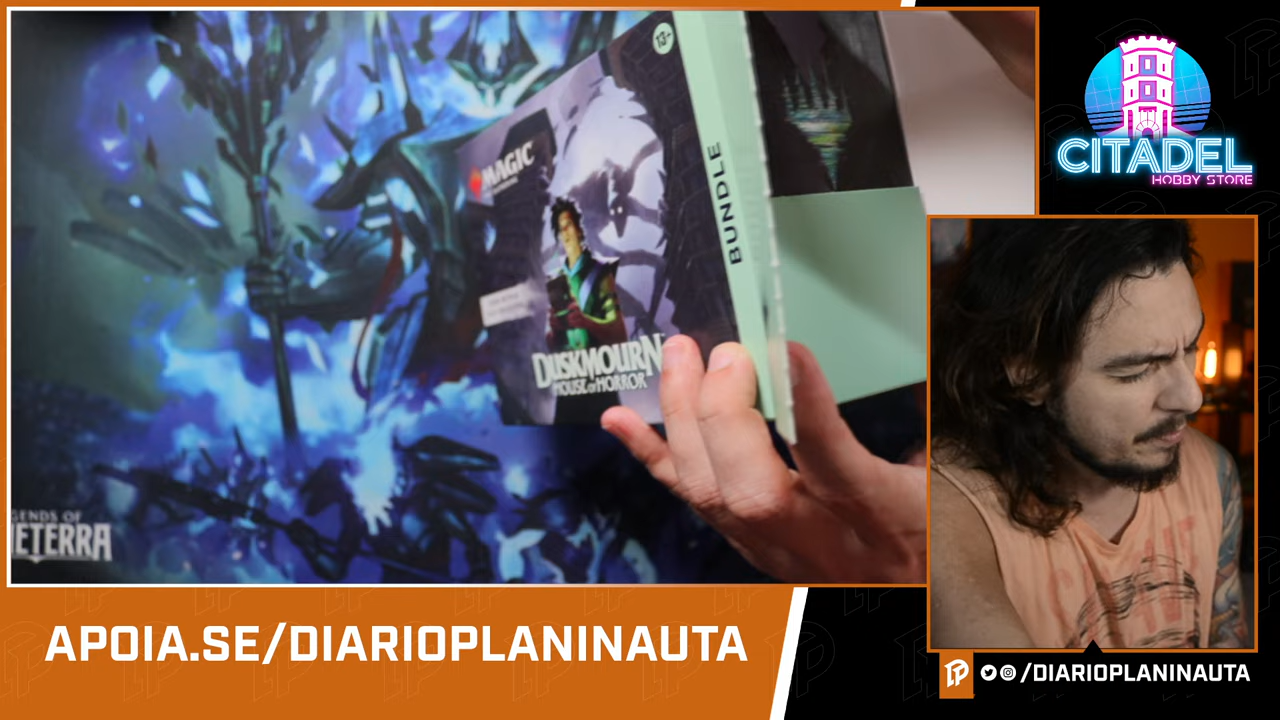 13+
MAGIC
BUNDLE
DUSKMOURN
HOUSE OF HORROR
GENDS OF
ETERRA
CITADEL
HOBBY STORE
APOIA.SE/DIARIOPLANINAUTA
/DIARIOPLANINAUTA